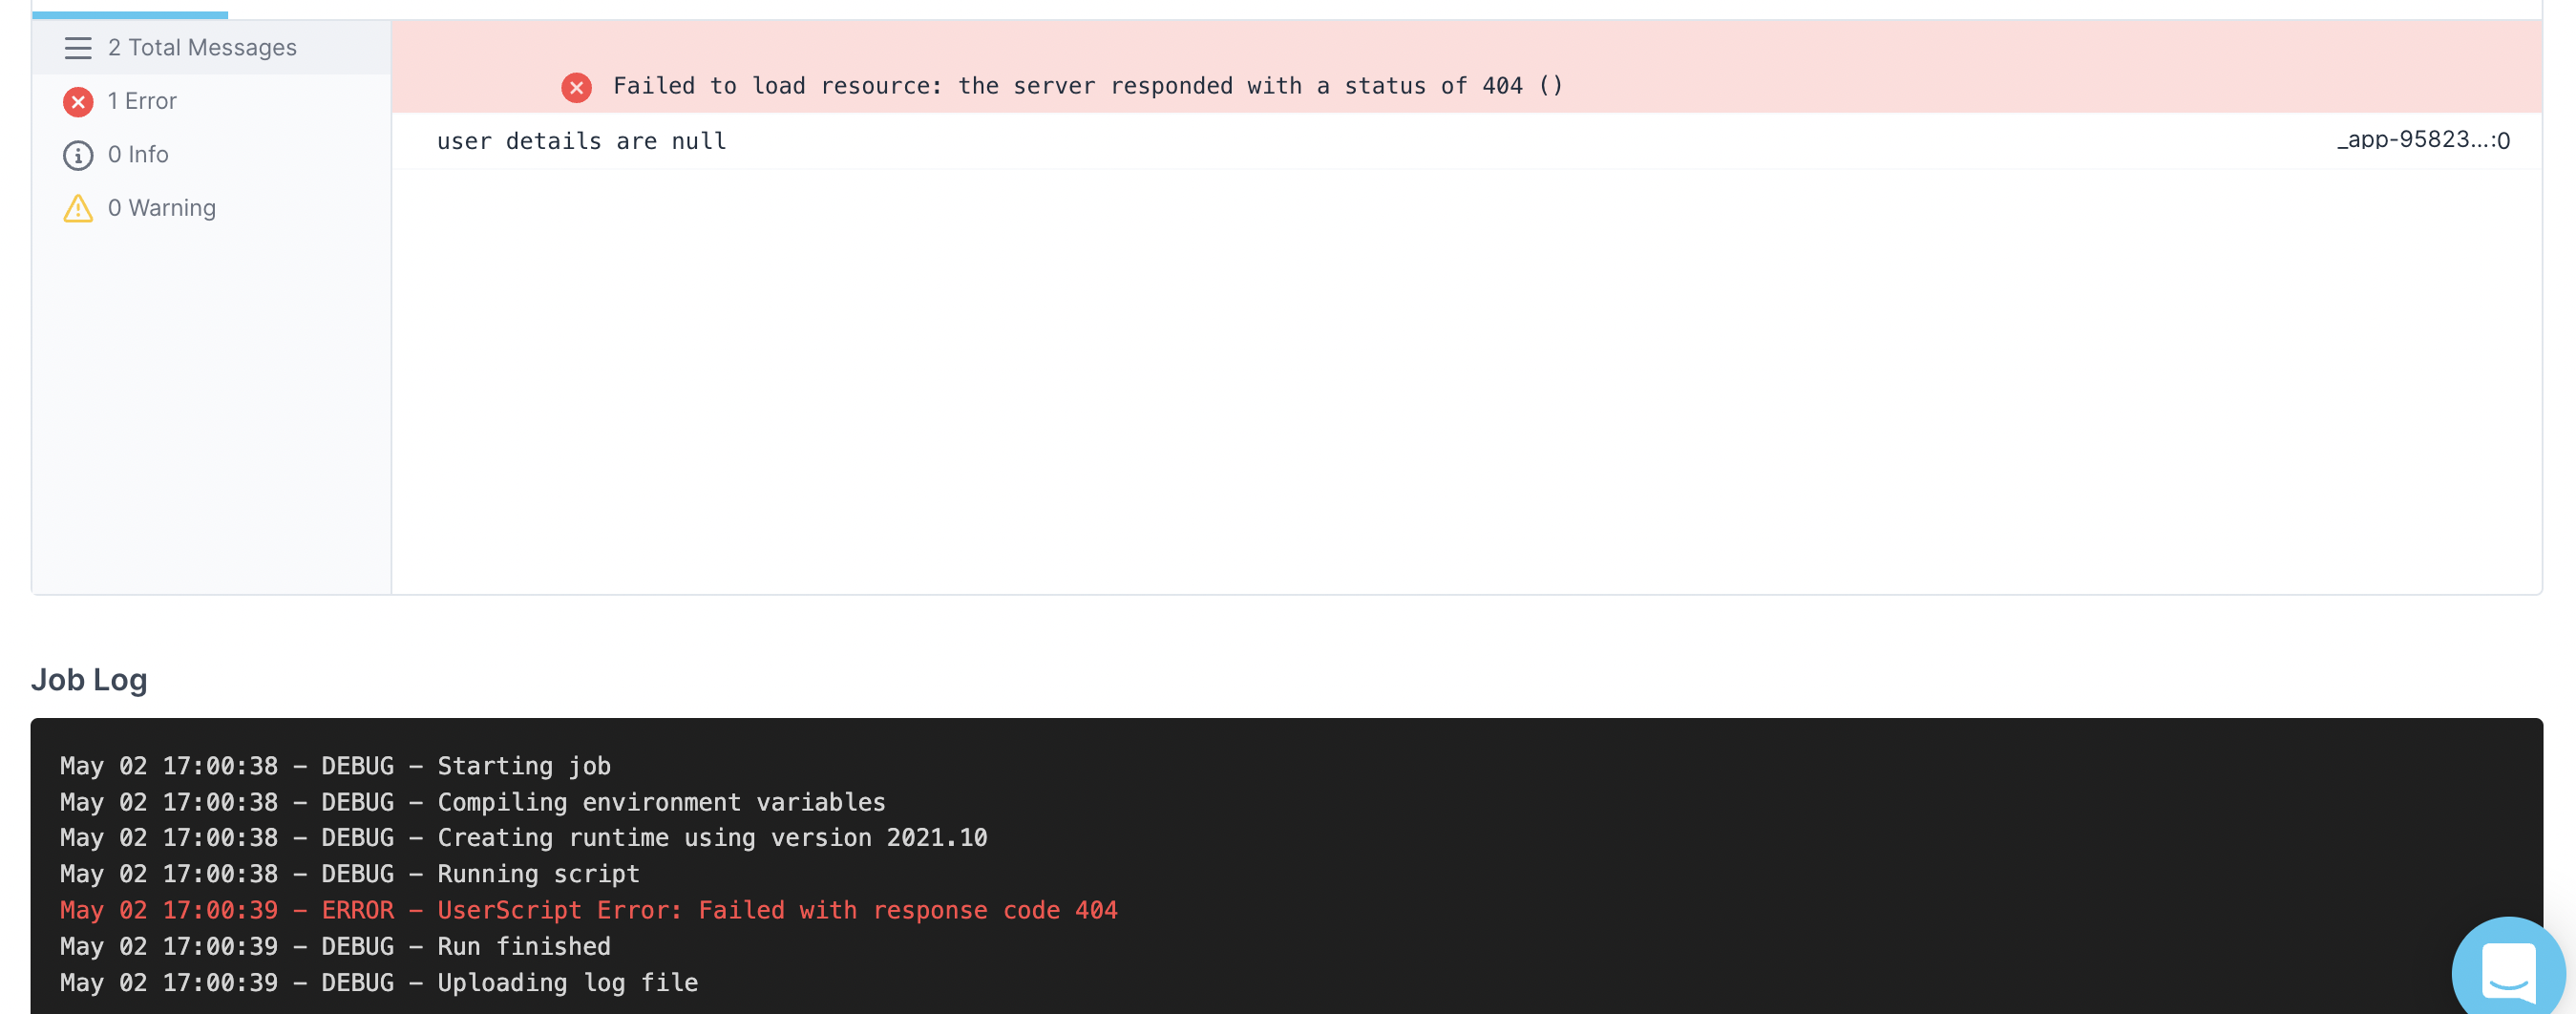 2 Total Messages
1 Error
0 Info
0 Warning
Failed to load resource: the server responded with a status of 404 ()
user details are null
_app-95823...:0
Job Log
May 02 17:00:38 – DEBUG – Starting job
May 02 17:00:38 – DEBUG – Compiling environment variables
May 02 17:00:38 – DEBUG – Creating runtime using version 2021.10
May 02 17:00:38 – DEBUG – Running script
May 02 17:00:39 – ERROR – UserScript Error: Failed with response code 404
May 02 17:00:39 – DEBUG – Run finished
May 02 17:00:39 – DEBUG – Uploading log file